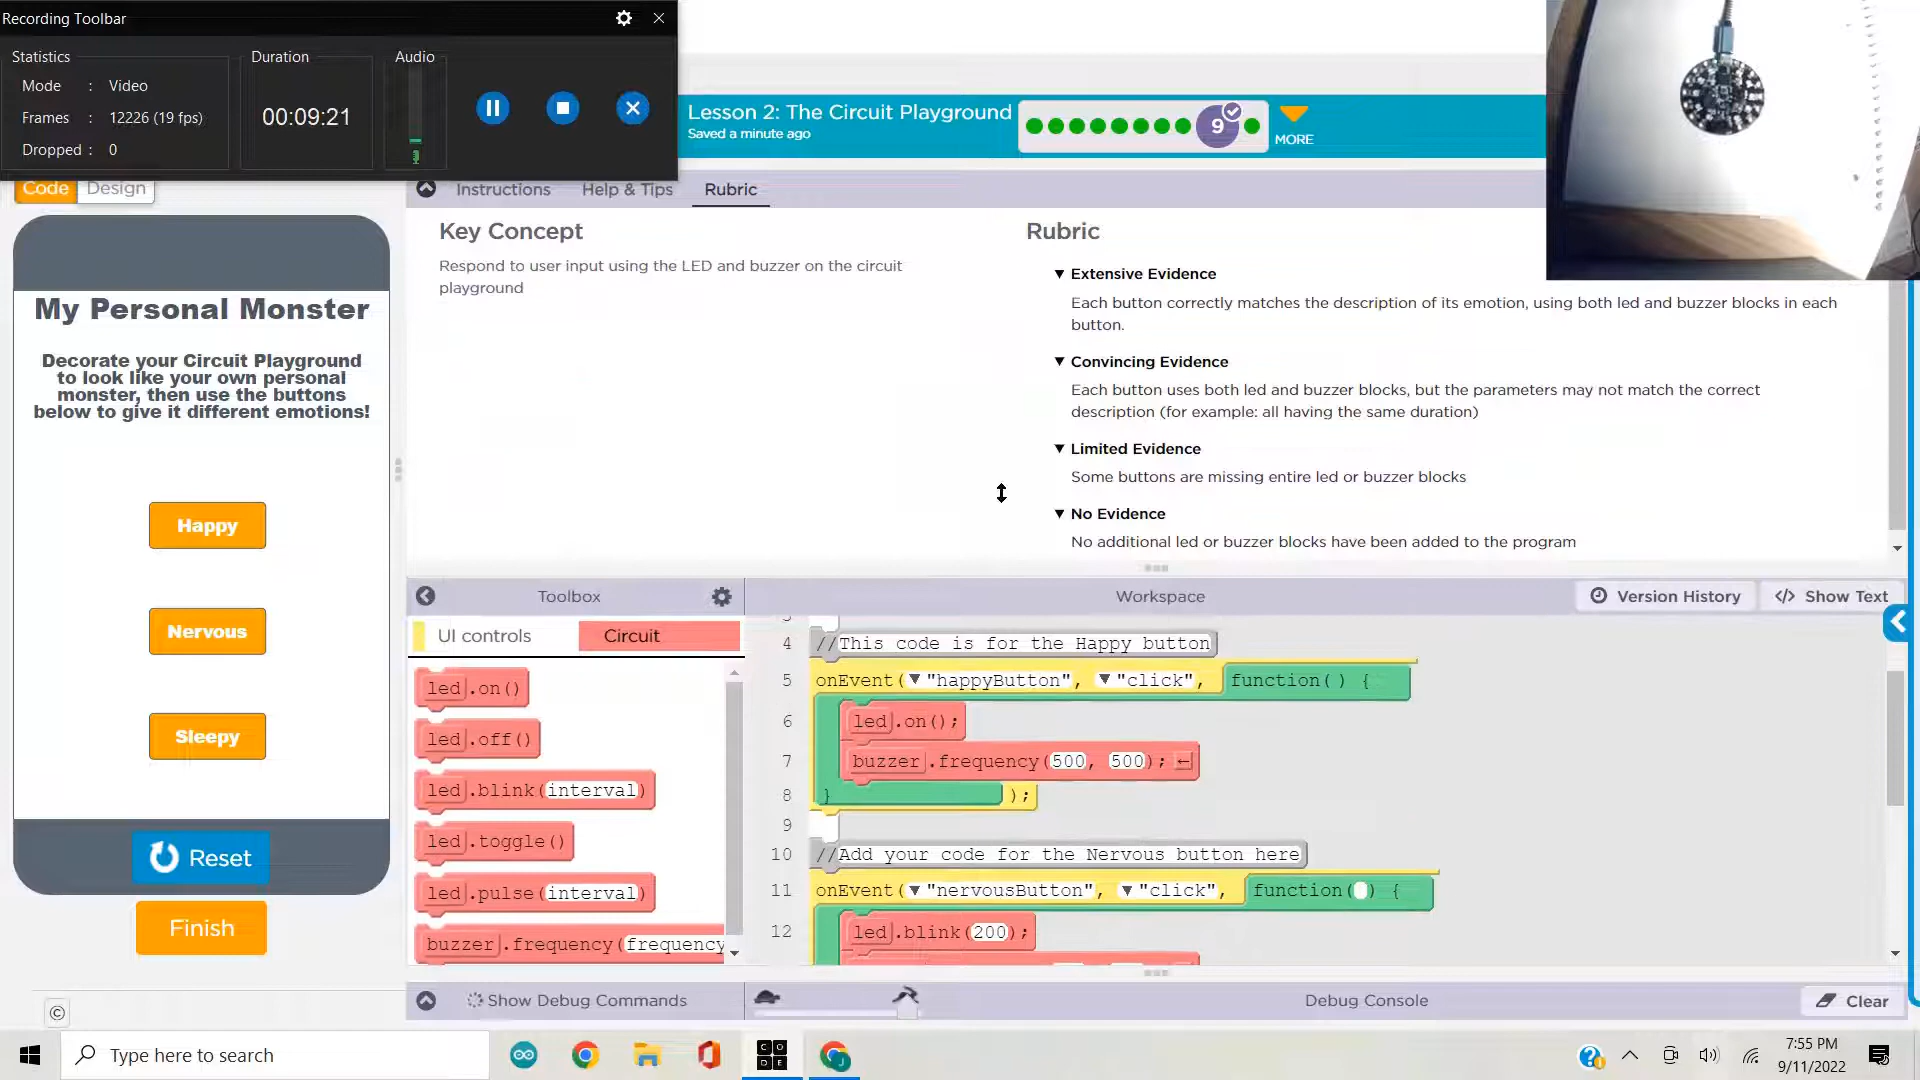 Recording Toolbar
Statistics
Duration
Audio
Mode : Video
Frames : 12226 (19 fps)
Dropped : 0
00:09:21
Lesson 2: The Circuit Playground
Saved a minute ago
9
MORE
Code
Design
Instructions
Help & Tips
Rubric
My Personal Monster
Decorate your Circuit Playground
to look like your own personal
monster, then use the buttons
below to give it different emotions!
Happy
Nervous
Sleepy
Reset
Finish
©
Key Concept
Respond to user input using the LED and buzzer on the circuit
playground
Rubric
▼ Extensive Evidence
Each button correctly matches the description of its emotion, using both led and buzzer blocks in each
button.
▼ Convincing Evidence
Each button uses both led and buzzer blocks, but the parameters may not match the correct
description (for example: all having the same duration)
▼ Limited Evidence
Some buttons are missing entire led or buzzer blocks
▼ No Evidence
No additional led or buzzer blocks have been added to the program
Toolbox
Workspace
Version History
</> Show Text
UI controls
Circuit
led.on()
led.off()
led.blink(interval)
led.toggle()
led.pulse(interval)
buzzer.frequency(frequency
4 //This code is for the Happy button
5 onEvent(▼"happyButton", ▼"click", function() {
6 led.on();
7 buzzer.frequency(500, 500); ←
8 } );
9
10 //Add your code for the Nervous button here
11 onEvent(▼"nervousButton", ▼"click", function( ) {
12 led.blink(200);
Show Debug Commands
Debug Console
Clear
Type here to search
CODE
7:55 PM
9/11/2022